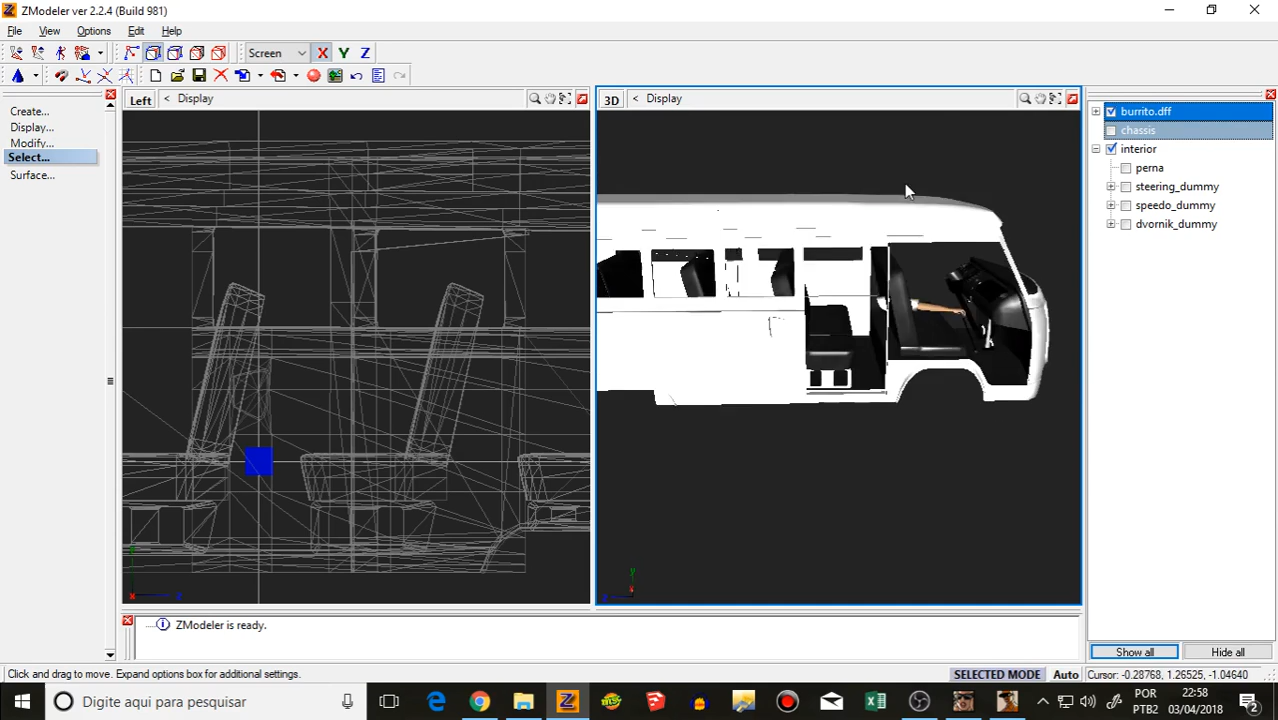 ZModeler ver 2.2.4 (Build 981)
File View Options Edit Help
Screen X Y Z
Create...
Display...
Modify...
Select...
Surface...
Left < Display
3D < Display
burrito.dff
chassis
interior
perna
steering_dummy
speedo_dummy
dvornik_dummy
ZModeler is ready.
Show all Hide all
Click and drag to move. Expand options box for additional settings. SELECTED MODE Auto Cursor: -0.28768, 1.26525, -1.04640
Digite aqui para pesquisar
POR
PTB2
22:58
03/04/2018
2